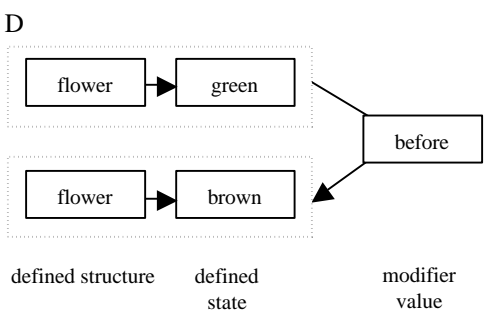 D
flower green
before
flower brown
defined structure defined modifier
state value